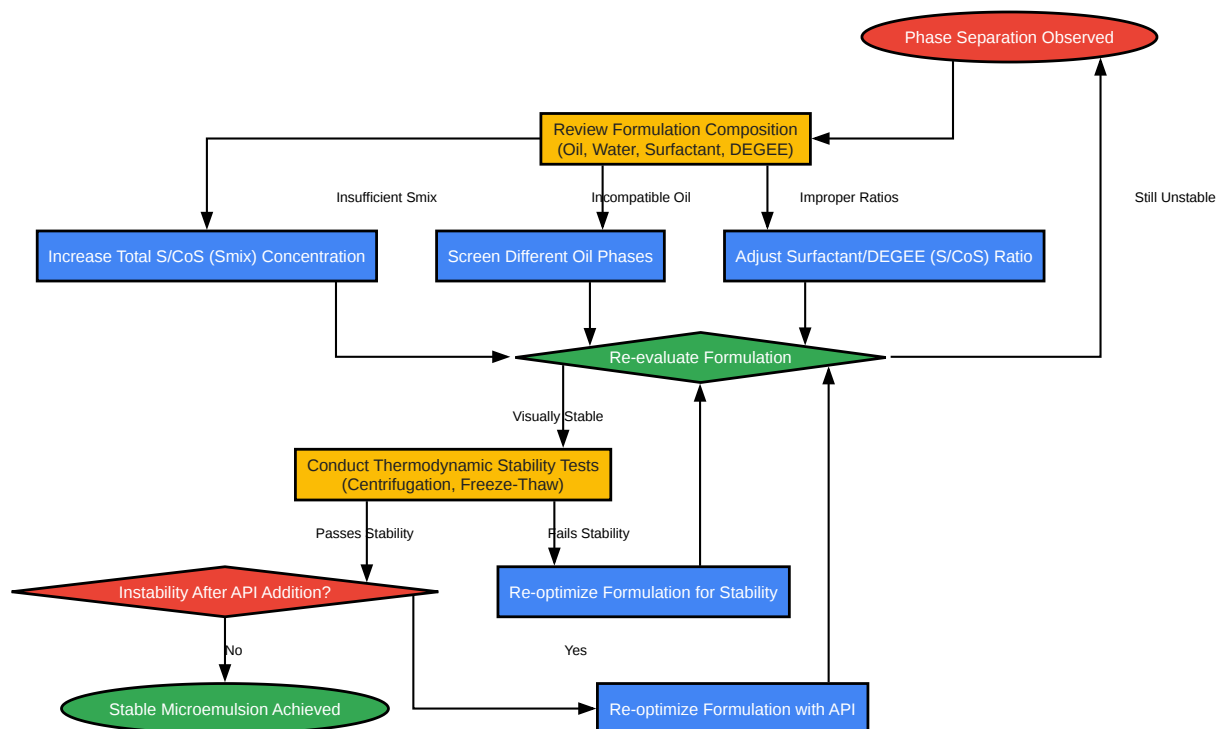 Phase Separation Observed
Review Formulation Composition
(Oil, Water, Surfactant, DEGEE)
Insufficient Smix
Incompatible Oil
Improper Ratios
Still Unstable
Increase Total S/CoS (Smix) Concentration
Screen Different Oil Phases
Adjust Surfactant/DEGEE (S/CoS) Ratio
Re-evaluate Formulation
Visually Stable
Conduct Thermodynamic Stability Tests
(Centrifugation, Freeze-Thaw)
Passes Stability
Fails Stability
Instability After API Addition?
Re-optimize Formulation for Stability
No
Yes
Stable Microemulsion Achieved
Re-optimize Formulation with API